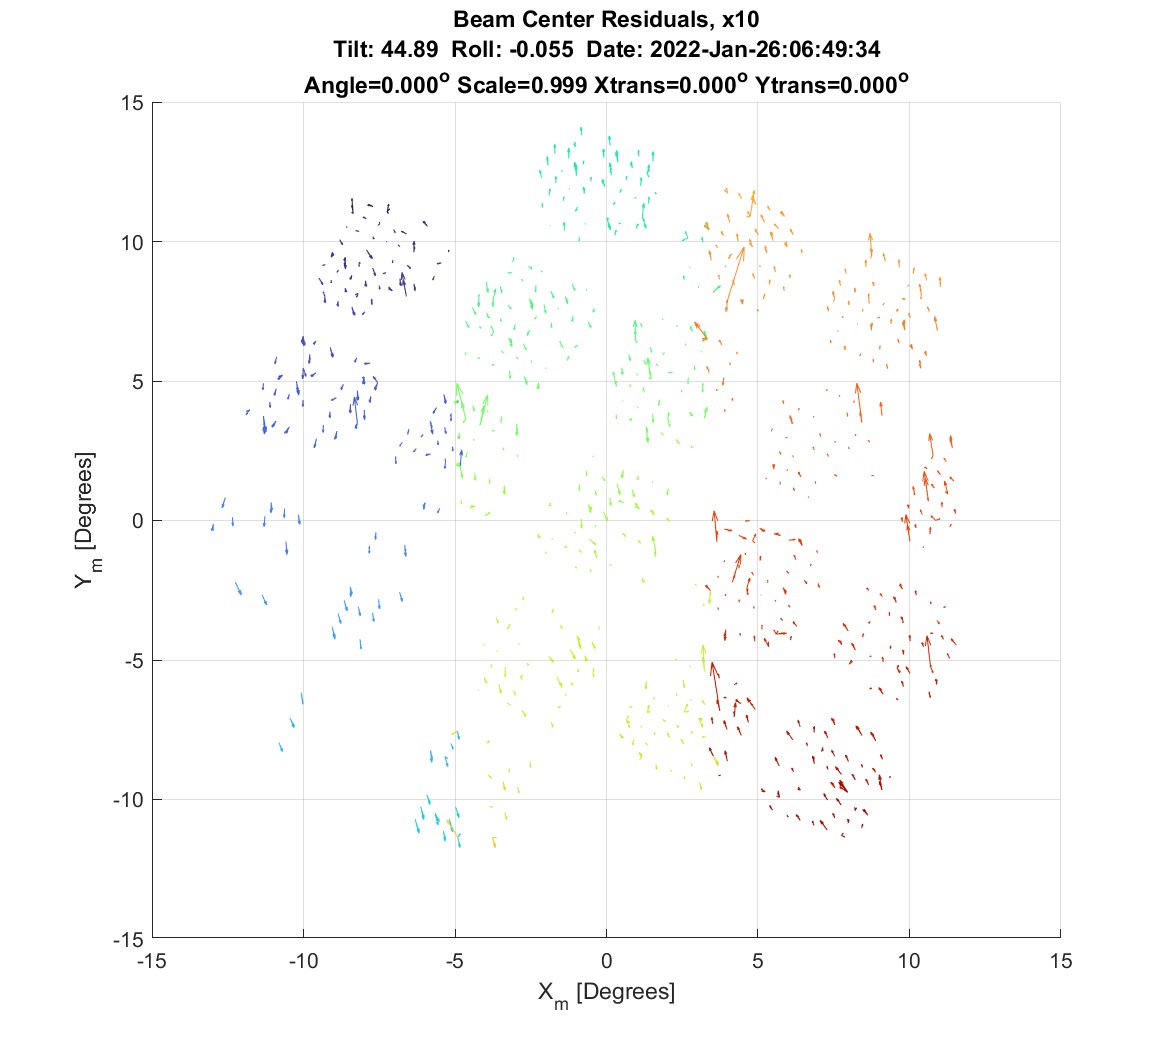 Beam Center Residuals, x10
Tilt: 44.89 Roll: -0.055 Date: 2022-Jan-26:06:49:34
Angle=0.000° Scale=0.999 Xtrans=0.000° Ytrans=0.000°
15
10
5
0
-5
-10
-15
Y_m [Degrees]
-15 -10 -5 0 5 10 15
X_m [Degrees]